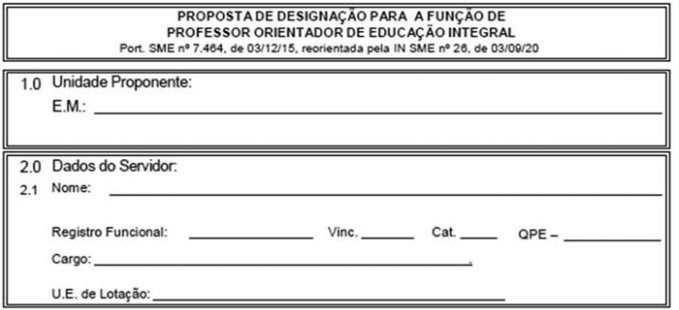 PROPOSTA DE DESIGNAÇÃO PARA A FUNÇÃO DE
PROFESSOR ORIENTADOR DE EDUCAÇÃO INTEGRAL
Port. SME nº 7.464, de 03/12/15, reorientada pela IN SME nº 26, de 03/09/20
1.0 Unidade Proponente:
E.M.:
2.0 Dados do Servidor:
2.1 Nome:
Registro Funcional: Vinc. Cat. QPE –
Cargo: .
U.E. de Lotação: